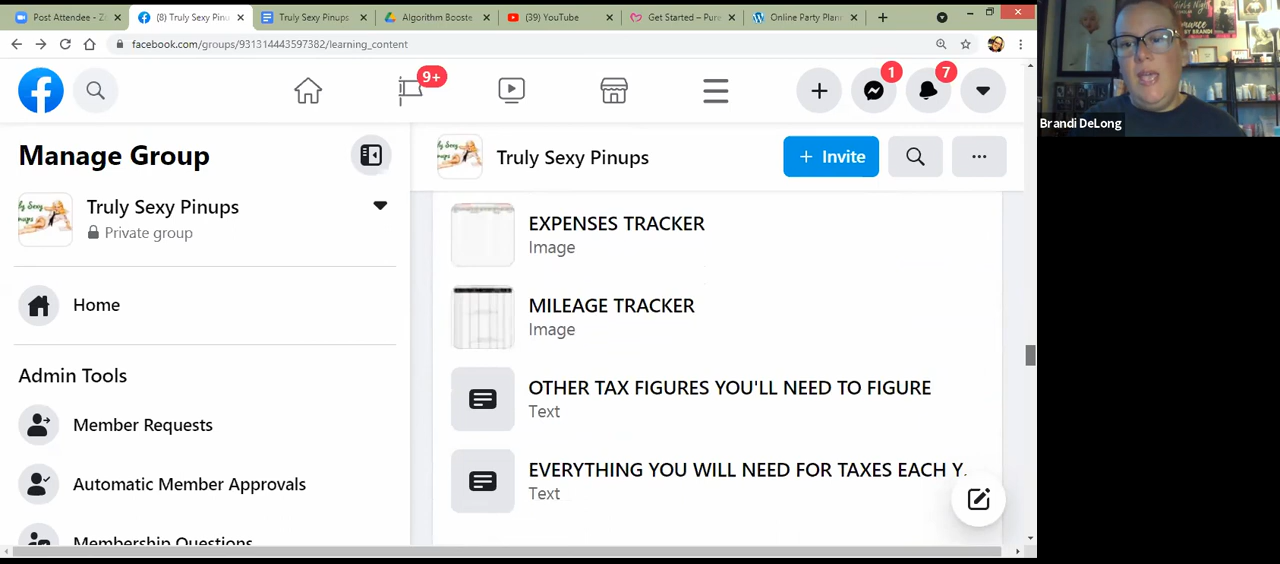 Post Attendee - Z
(8) Truly Sexy Pin
Truly Sexy Pinups
Algorithm Booste
(39) YouTube
Get Started – Pure
Online Party Plan
facebook.com/groups/931314443597382/learning_content
9+
1
7
Manage Group
Truly Sexy Pinups
Private group
Home
Admin Tools
Member Requests
Automatic Member Approvals
Membership Questions
Truly Sexy Pinups
+ Invite
EXPENSES TRACKER
Image
MILEAGE TRACKER
Image
OTHER TAX FIGURES YOU'LL NEED TO FIGURE
Text
EVERYTHING YOU WILL NEED FOR TAXES EACH Y
Text
Brandi DeLong